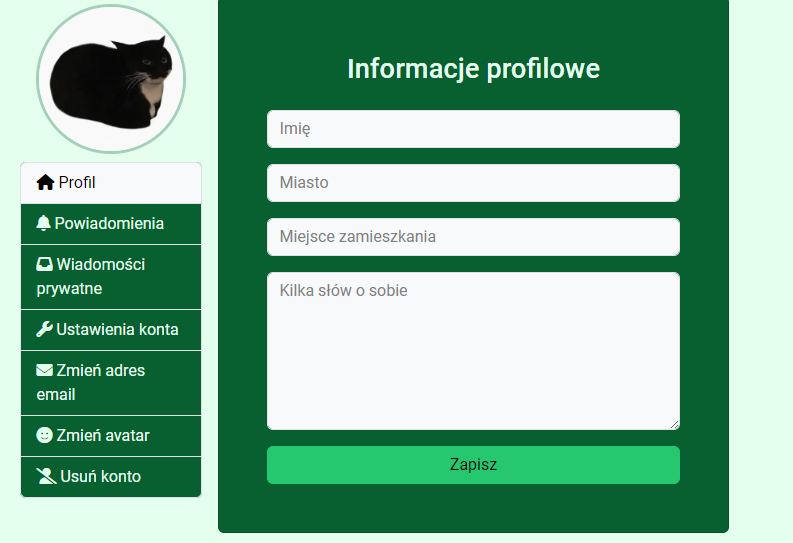 Profil
Powiadomienia
Wiadomości
prywatne
Ustawienia konta
Zmień adres
email
Zmień avatar
Usuń konto
Informacje profilowe
Imię
Miasto
Miejsce zamieszkania
Kilka słów o sobie
Zapisz